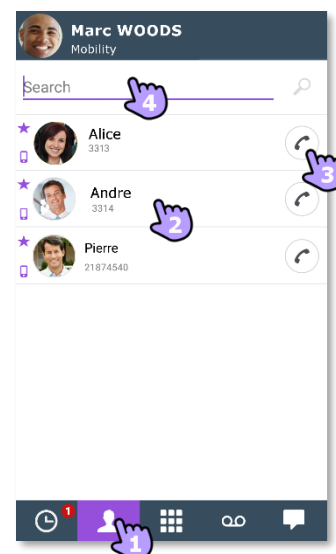 Marc WOODS
Mobility
Search
4
Alice
3313
3
Andre
3314
2
Pierre
21874540
1
1